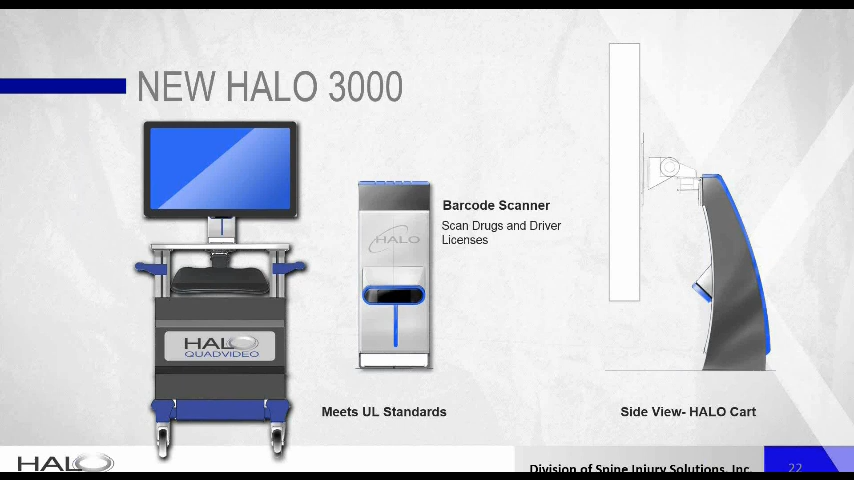 NEW HALO 3000
Barcode Scanner
Scan Drugs and Driver
Licenses
HALO
HALO
QUADVIDEO
Meets UL Standards
Side View- HALO Cart
HALO
Division of Spine Injury Solutions, Inc.
22